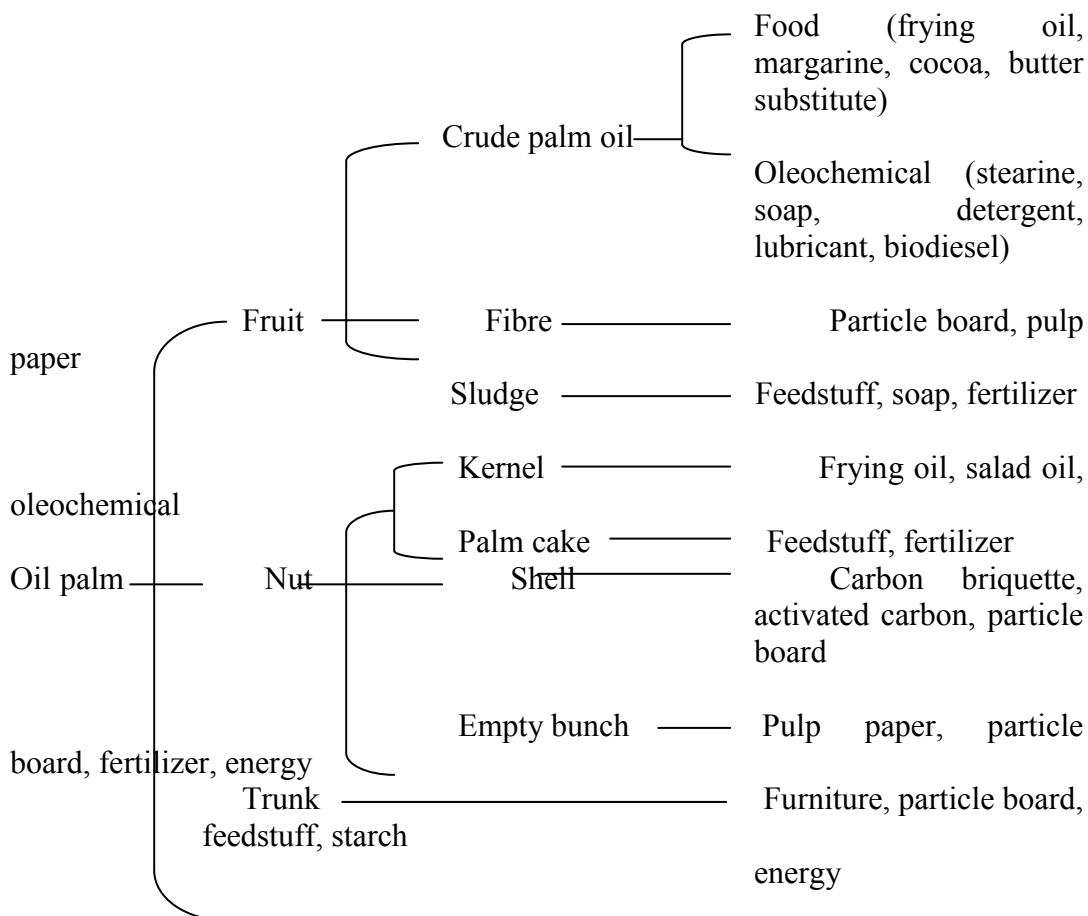 Food (frying oil,
margarine, cocoa, butter
substitute)
Crude palm oil
Oleochemical (stearine,
soap, detergent,
lubricant, biodiesel)
Fruit Fibre Particle board, pulp
paper
Sludge Feedstuff, soap, fertilizer
Kernel Frying oil, salad oil,
oleochemical
Palm cake Feedstuff, fertilizer
Oil palm Nut Shell Carbon briquette,
activated carbon, particle
board
Empty bunch Pulp paper, particle
board, fertilizer, energy
Trunk Furniture, particle board,
feedstuff, starch
energy